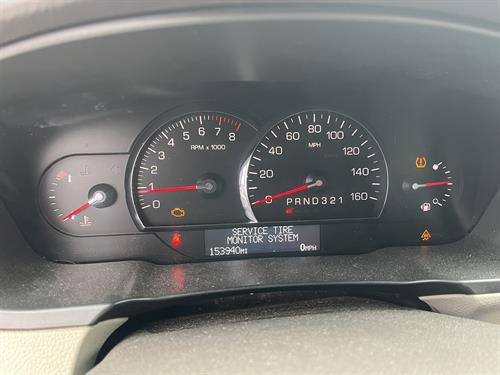 0 1 2 3 4 5 6 7 8
RPM x 1000
0 20 40 60 80 100 120 140 160
MPH
PRND321
SERVICE TIRE
MONITOR SYSTEM
153940MI 0MPH